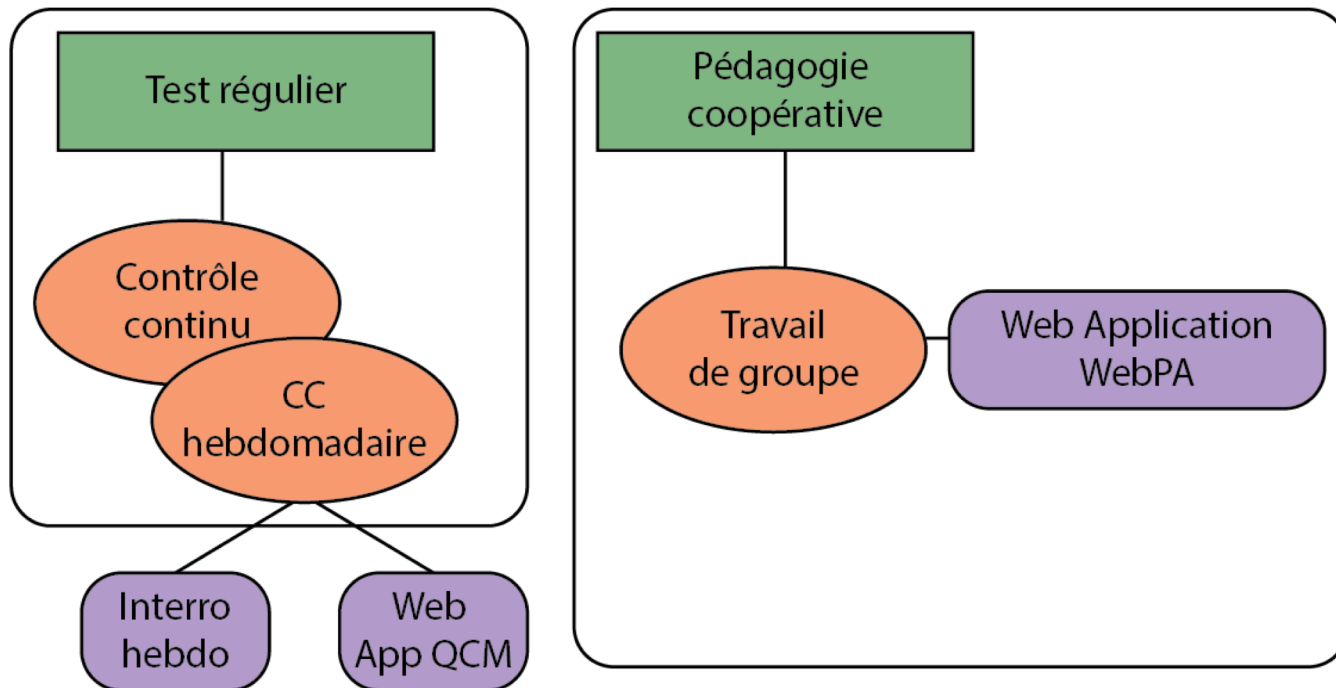 Test régulier
Contrôle
continu
CC
hebdomadaire
Interro
hebdo
Web
App QCM
Pédagogie
coopérative
Travail
de groupe
Web Application
WebPA